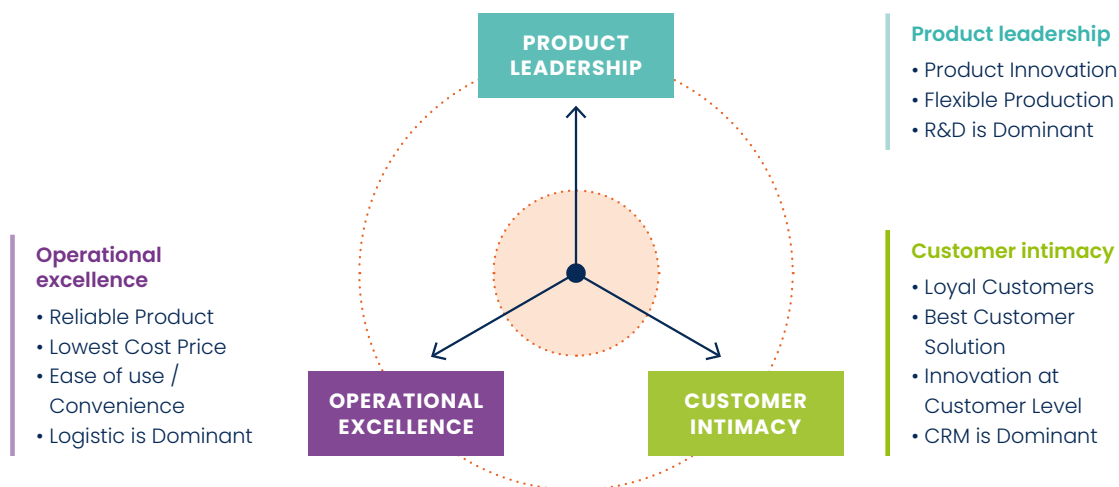 PRODUCT
LEADERSHIP
Product leadership
• Product Innovation
• Flexible Production
• R&D is Dominant
Operational
excellence
• Reliable Product
• Lowest Cost Price
• Ease of use /
Convenience
• Logistic is Dominant
Customer intimacy
• Loyal Customers
• Best Customer
Solution
• Innovation at
Customer Level
• CRM is Dominant
OPERATIONAL
EXCELLENCE
CUSTOMER
INTIMACY